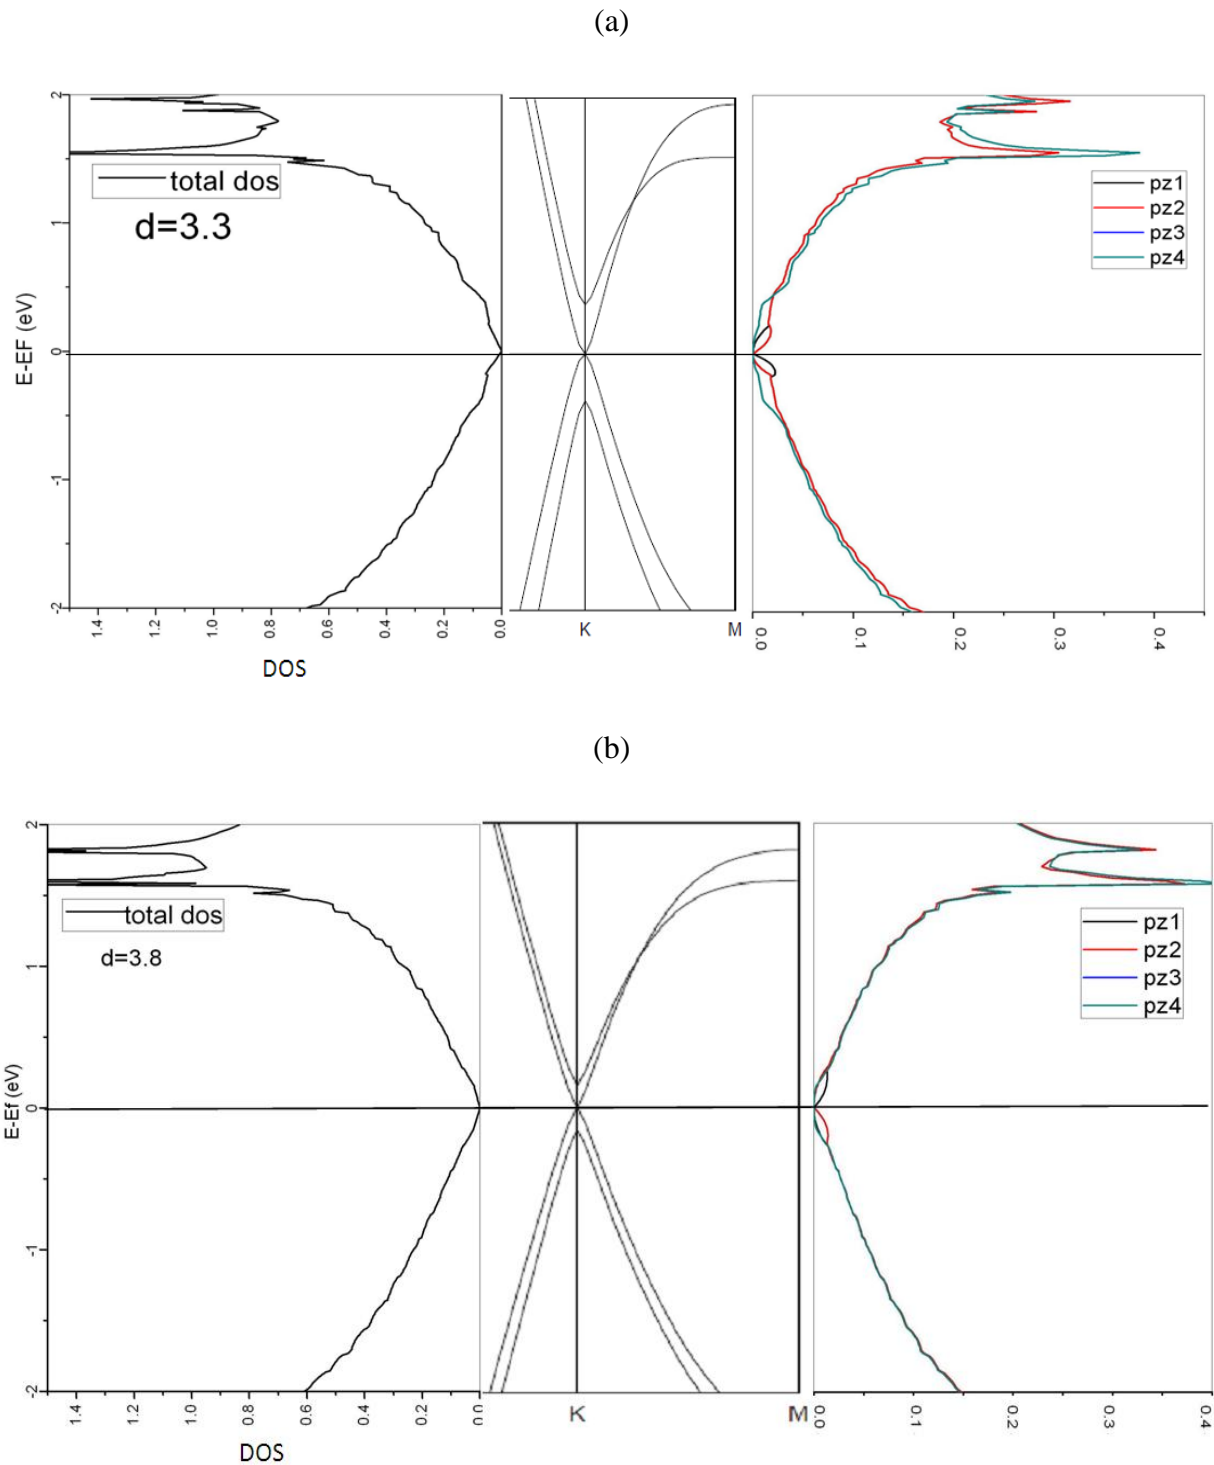 (a)
2
1
0
-1
-2
E-EF (eV)
total dos
d=3.3
1.4 1.2 1.0 0.8 0.6 0.4 0.2 0.0
DOS
K M
pz1
pz2
pz3
pz4
0.0 0.1 0.2 0.3 0.4
(b)
2
1
0
-1
-2
E-Ef (eV)
total dos
d=3.8
1.4 1.2 1.0 0.8 0.6 0.4 0.2 0.0
DOS
K M
pz1
pz2
pz3
pz4
0.0 0.1 0.2 0.3 0.4